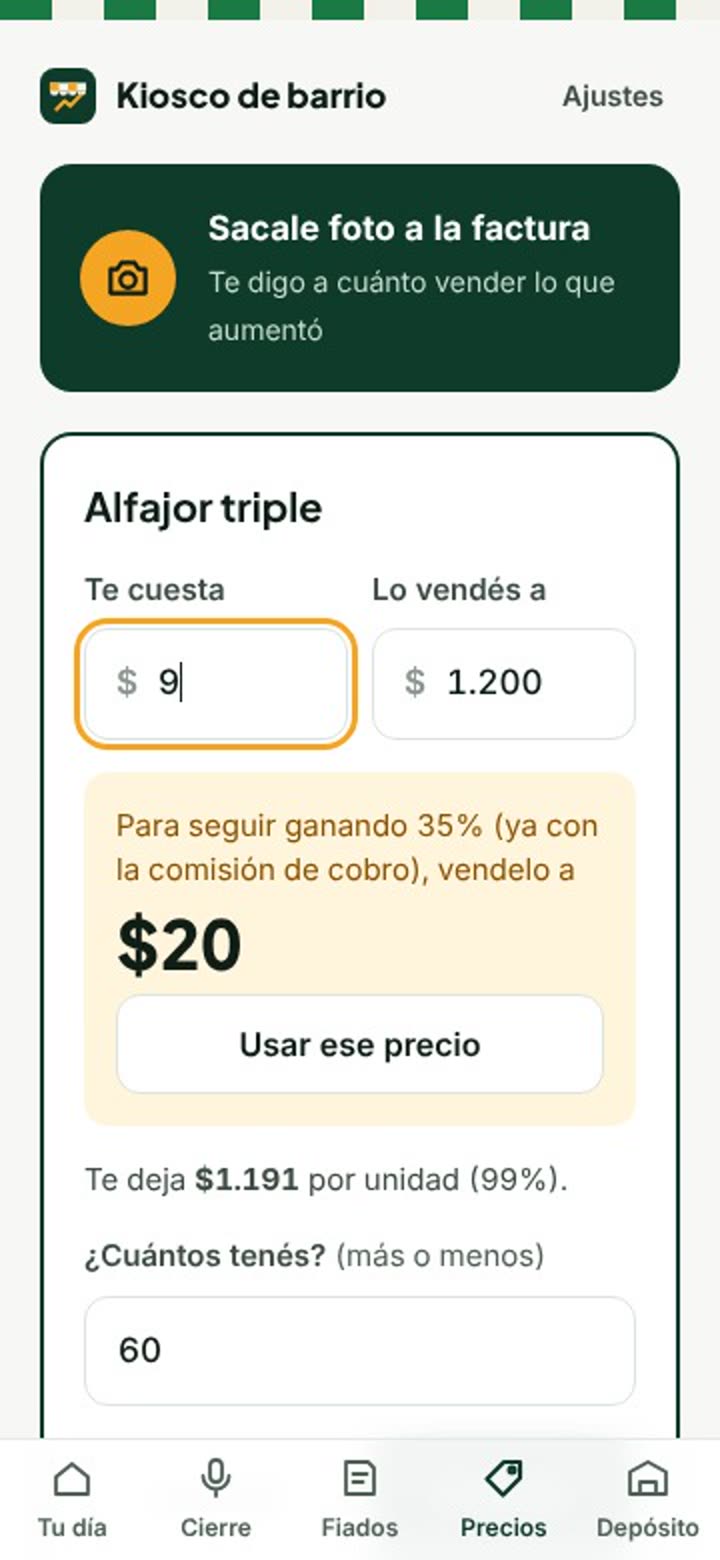 Kiosco de barrio
Ajustes
Sacale foto a la factura
Te digo a cuánto vender lo que
aumentó
Alfajor triple
Te cuesta
Lo vendés a
$ 9
$ 1.200
Para seguir ganando 35% (ya con
la comisión de cobro), vendelo a
$20
Usar ese precio
Te deja $1.191 por unidad (99%).
¿Cuántos tenés? (más o menos)
60
Tu día
Cierre
Fiados
Precios
Depósito